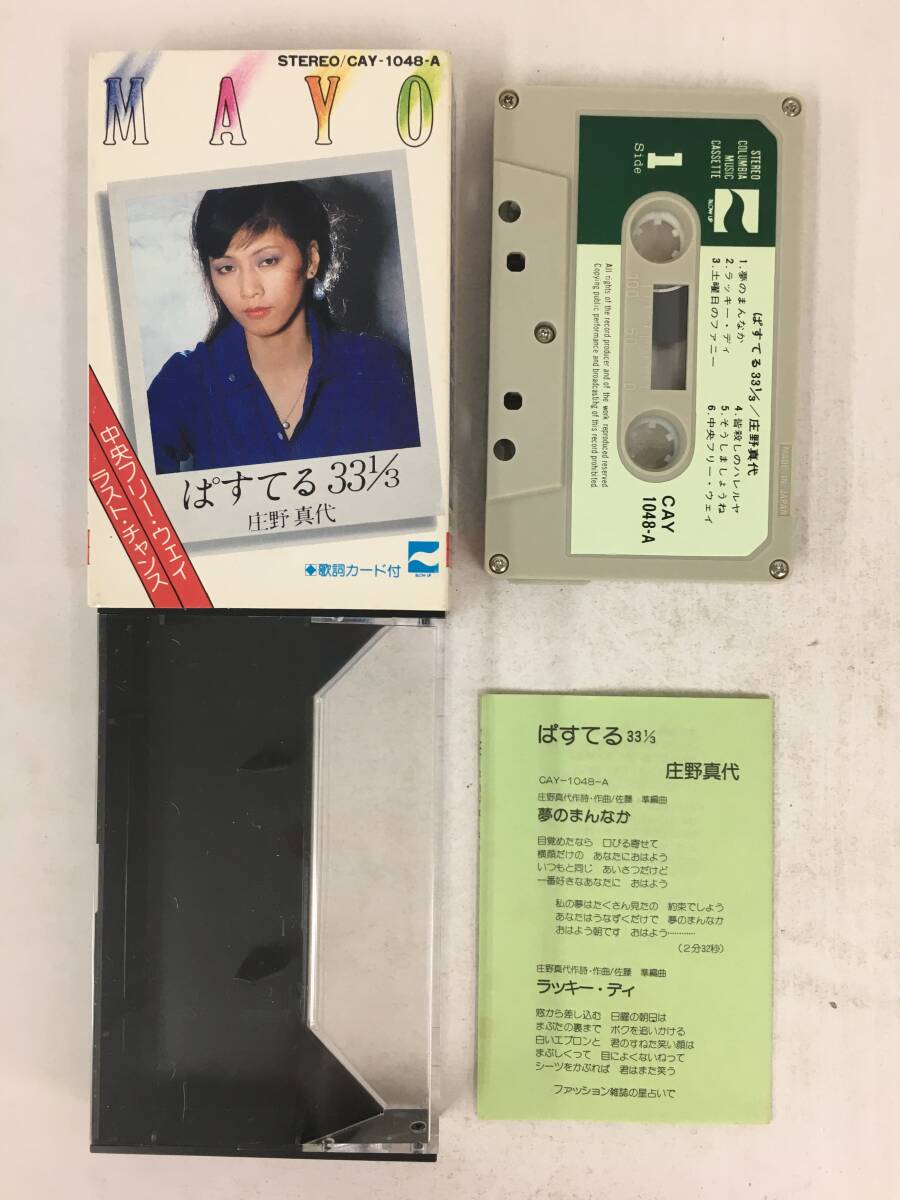 STEREO/CAY-1048-A
MAYO
ぱすてる 33⅓
庄野真代
中央フリー・ウェイ
ラスト・チャンス
◆歌詞カード付
BLOW UP
STEREO
COLUMBIA
MUSIC
CASSETTE
1
Side
BLOW UP
ぱすてる 33⅓/庄野真代
1.夢のまんなか
2.ラッキー・ディ
3.土曜日のファニー
4.皆殺しのハレルヤ
5.そうしましょうね
6.中央フリー・ウェイ
All rights of the record producer and of the work reproduced reserved
Copying public performance and broadcasting of this record prohibited
CAY
1048-A
MADE IN JAPAN
100 50 0
ぱすてる 33⅓
庄野真代
CAY-1048-A
庄野真代作詩・作曲/佐藤 準編曲
夢のまんなか
目覚めたなら 口びる寄せて
横顔だけの あなたにおはよう
いつもと同じ あいさつだけど
一番好きなあなたに おはよう
私の夢はたくさん見たの 約束でしょう
あなたはうなずくだけで 夢のまんなか
おはよう朝です おはよう…………
(2分32秒)
庄野真代作詩・作曲/佐藤 準編曲
ラッキー・ディ
窓から差し込む 日曜の朝日は
まぶたの裏まで ボクを追いかける
白いエプロンと 君のすねた笑い顔は
まぶしくって 目によくないねって
シーツをかぶれば 君はまた笑う
ファッション雑誌の星占いで